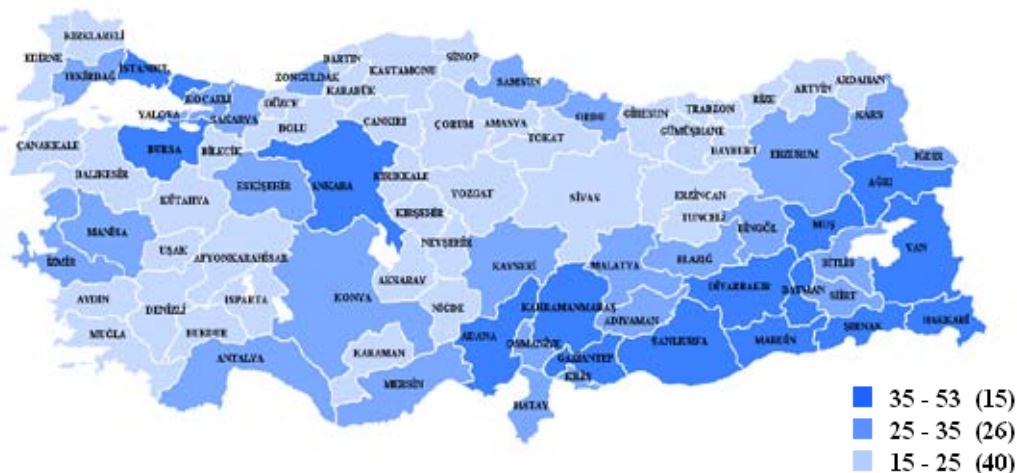 KIRKLARELİ
EDİRNE
TEKİRDAĞ
İSTANBUL
KOCAELİ
YALOVA
SAKARYA
DÜZCE
ZONGULDAK
BARTIN
KARABÜK
KASTAMONU
SİNOP
SAMSUN
ORDU
GİRESUN
TRABZON
RİZE
ARTVİN
ARDAHAN
KARS
IĞDIR
ÇANAKKALE
BALIKESİR
BURSA
BİLECİK
BOLU
ÇANKIRI
ÇORUM
AMASYA
TOKAT
GÜMÜŞHANE
BAYBURT
ERZURUM
AĞRI
KÜTAHYA
ESKİŞEHİR
ANKARA
KIRIKKALE
KIRŞEHİR
YOZGAT
SİVAS
ERZİNCAN
TUNCELİ
BİNGÖL
MUŞ
VAN
MANİSA
İZMİR
UŞAK
AFYONKARAHİSAR
NEVŞEHİR
AKSARAY
KAYSERİ
MALATYA
ELAZIĞ
DİYARBAKIR
BATMAN
BİTLİS
SİİRT
AYDIN
DENİZLİ
ISPARTA
KONYA
NİĞDE
KAHRAMANMARAŞ
ADIYAMAN
MUĞLA
BURDUR
ANTALYA
KARAMAN
MERSİN
ADANA
OSMANİYE
GAZİANTEP
KİLİS
HATAY
ŞANLIURFA
MARDİN
ŞIRNAK
HAKKARİ
35 - 53 (15)
25 - 35 (26)
15 - 25 (40)